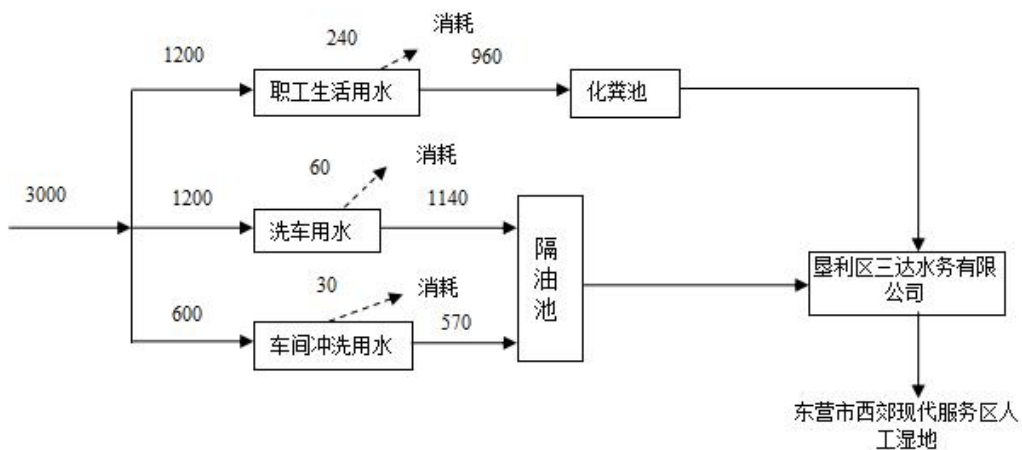 240
消耗
1200
960
职工生活用水
化粪池
60
消耗
3000
1200
1140
洗车用水
隔油池
垦利区三达水务有限
公司
30
消耗
600
570
车间冲洗用水
东营市西郊现代服务区人
工湿地